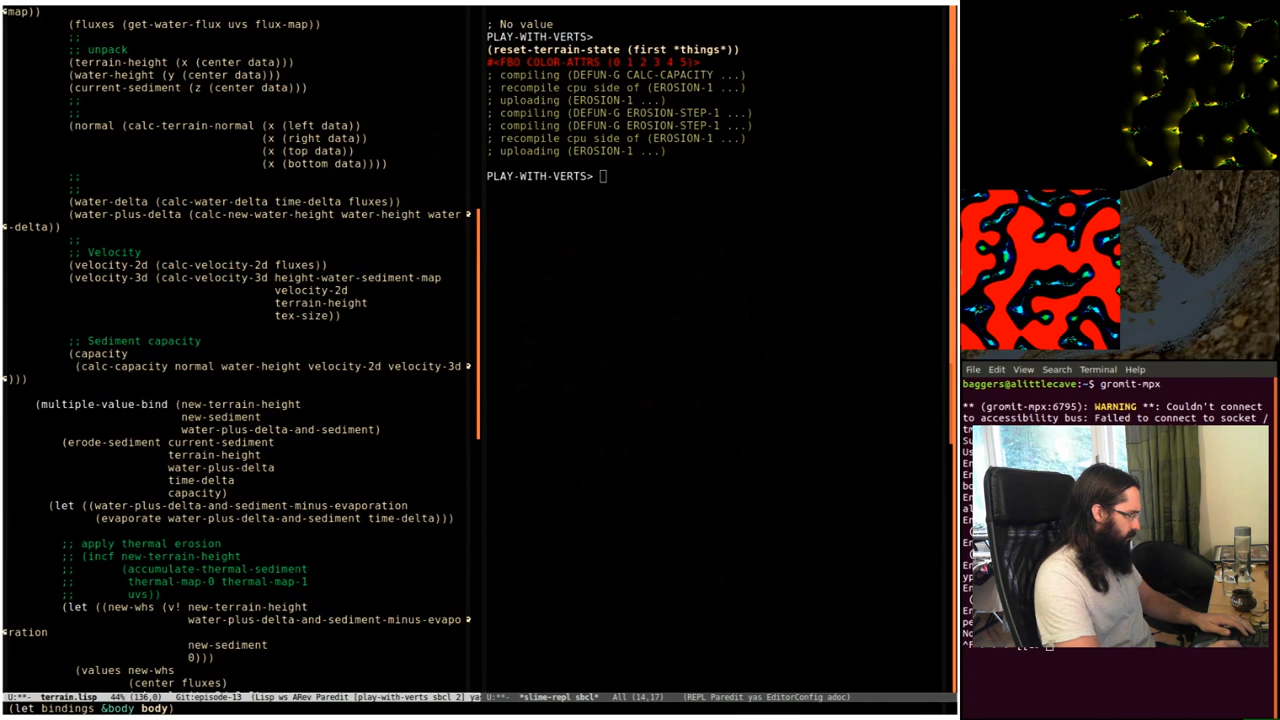 map))
(fluxes (get-water-flux uvs flux-map))
;;
;; unpack
(terrain-height (x (center data)))
(water-height (y (center data)))
(current-sediment (z (center data)))
;;
;;
(normal (calc-terrain-normal (x (left data))
(x (right data))
(x (top data))
(x (bottom data))))
;;
;;
(water-delta (calc-water-delta time-delta fluxes))
(water-plus-delta (calc-new-water-height water-height water
-delta))
;;
;; Velocity
(velocity-2d (calc-velocity-2d fluxes))
(velocity-3d (calc-velocity-3d height-water-sediment-map
velocity-2d
terrain-height
tex-size))
;; Sediment capacity
(capacity
(calc-capacity normal water-height velocity-2d velocity-3d
)))
(multiple-value-bind (new-terrain-height
new-sediment
water-plus-delta-and-sediment)
(erode-sediment current-sediment
terrain-height
water-plus-delta
time-delta
capacity)
(let ((water-plus-delta-and-sediment-minus-evaporation
(evaporate water-plus-delta-and-sediment time-delta)))
;; apply thermal erosion
;; (incf new-terrain-height
;; (accumulate-thermal-sediment
;; thermal-map-0 thermal-map-1
;; uvs))
(let ((new-whs (v! new-terrain-height
water-plus-delta-and-sediment-minus-evapo
ration
new-sediment
0)))
(values new-whs
(center fluxes)
U:**- terrain.lisp 44% (136,0) Git:episode-13 (Lisp ws ARev Paredit [play-with-verts sbcl 2] yas
(let bindings &body body)
; No value
PLAY-WITH-VERTS>
(reset-terrain-state (first *things*))
#<FBO COLOR-ATTRS (0 1 2 3 4 5)>
; compiling (DEFUN-G CALC-CAPACITY ...)
; recompile cpu side of (EROSION-1 ...)
; uploading (EROSION-1 ...)
; compiling (DEFUN-G EROSION-STEP-1 ...)
; compiling (DEFUN-G EROSION-STEP-1 ...)
; recompile cpu side of (EROSION-1 ...)
; uploading (EROSION-1 ...)
PLAY-WITH-VERTS>
U:**- *slime-repl sbcl* All (14,17) (REPL Paredit yas EditorConfig adoc)
File Edit View Search Terminal Help
baggers@alittlecave:~$ gromit-mpx
** (gromit-mpx:6795): WARNING **: Couldn't connect
to accessibility bus: Failed to connect to socket /